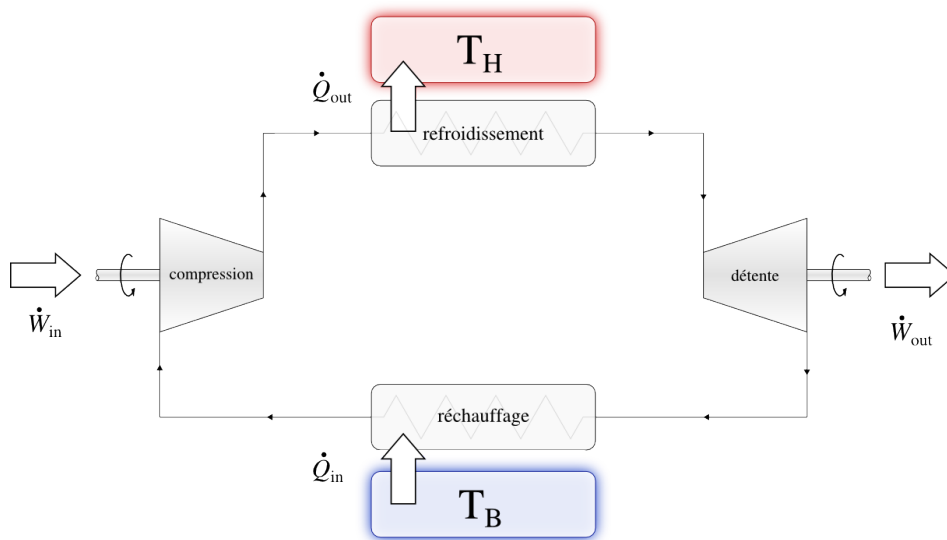 T_H
Q̇_out
refroidissement
compression
détente
Ẇ_in
Ẇ_out
réchauffage
Q̇_in
T_B